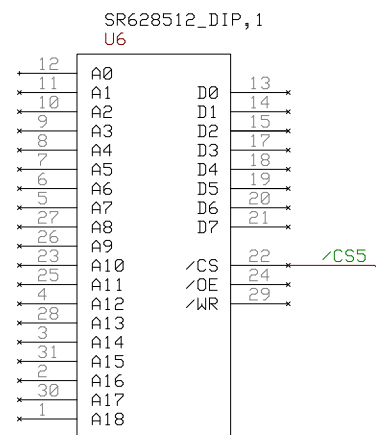 SR628512_DIP,1
U6
12 A0
11 A1 D0 13
10 A2 D1 14
9 A3 D2 15
8 A4 D3 17
7 A5 D4 18
6 A6 D5 19
5 A7 D6 20
27 A8 D7 21
26 A9
23 A10 /CS 22 /CS5
25 A11 /OE 24
4 A12 /WR 29
28 A13
3 A14
31 A15
2 A16
30 A17
1 A18